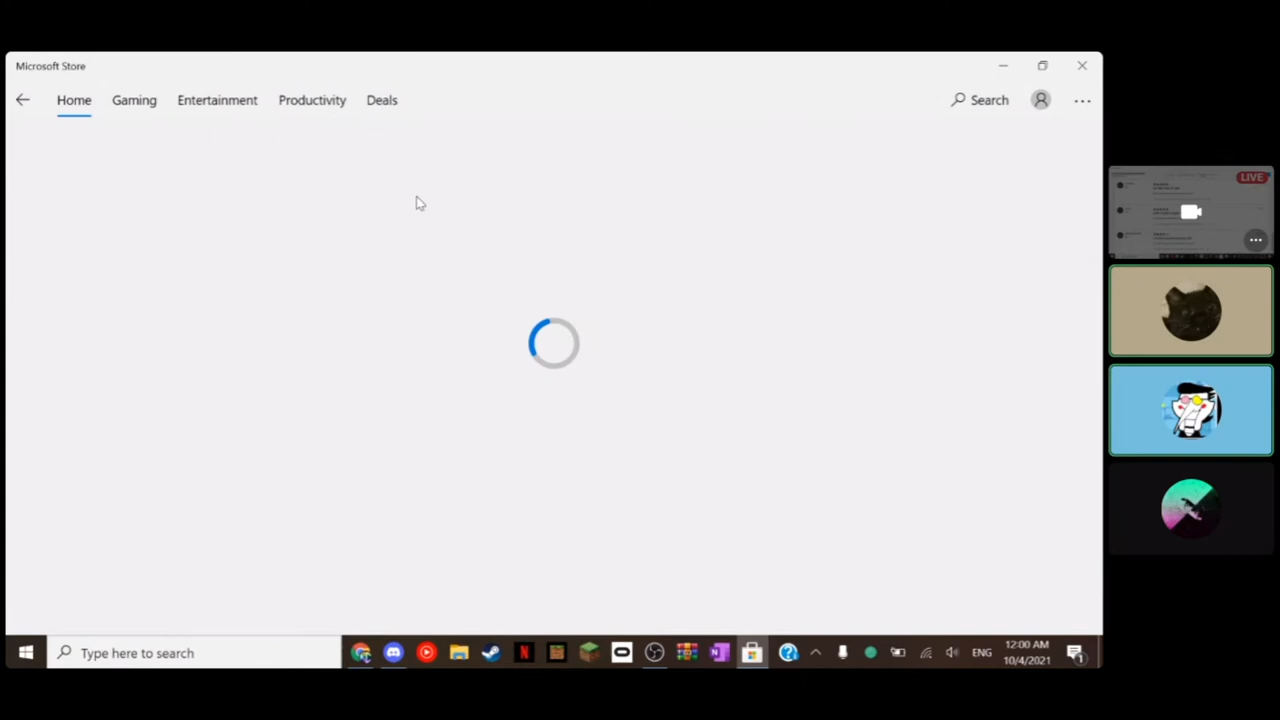 Microsoft Store
Home Gaming Entertainment Productivity Deals Search
LIVE
Type here to search
ENG
12:00 AM
10/4/2021
1